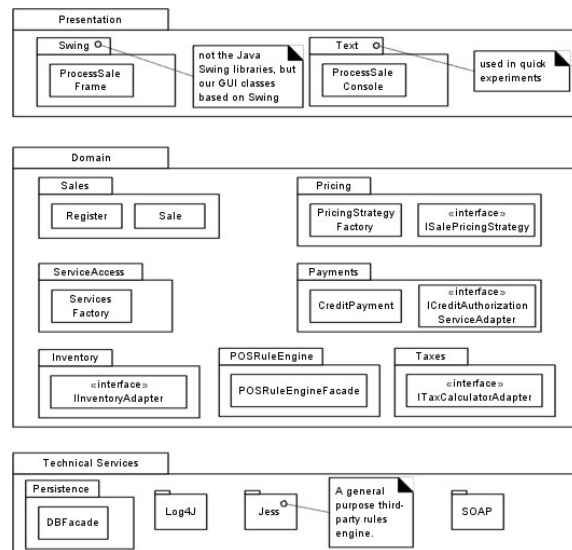 Presentation
Swing
ProcessSale
Frame
not the Java
Swing libraries, but
our GUI classes
based on Swing
Text
ProcessSale
Console
used in quick
experiments
Domain
Sales
Register
Sale
Pricing
PricingStrategy
Factory
«interface»
ISalePricingStrategy
ServiceAccess
Services
Factory
Payments
CreditPayment
«interface»
ICreditAuthorization
ServiceAdapter
Inventory
«interface»
IInventoryAdapter
POSRuleEngine
POSRuleEngineFacade
Taxes
«interface»
ITaxCalculatorAdapter
Technical Services
Persistence
DBFacade
Log4J
Jess
A general
purpose third-
party rules
engine.
SOAP